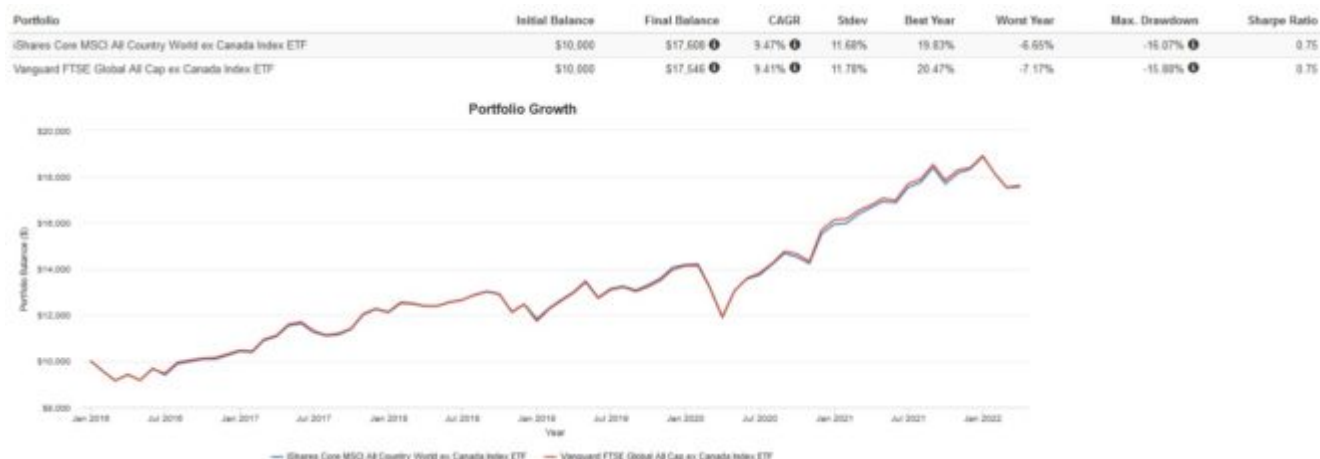 Portfolio Initial Balance Final Balance CAGR Stdev Best Year Worst Year Max. Drawdown Sharpe Ratio
iShares Core MSCI All Country World ex Canada Index ETF $10,000 $17,608 9.47% 11.68% 19.83% -6.65% -16.07% 0.75
Vanguard FTSE Global All Cap ex Canada Index ETF $10,000 $17,546 9.41% 11.78% 20.47% -7.17% -15.88% 0.75
Portfolio Growth
$20,000
$18,000
$16,000
$14,000
$12,000
$10,000
$8,000
Portfolio Balance ($)
Jan 2016 Jul 2016 Jan 2017 Jul 2017 Jan 2018 Jul 2018 Jan 2019 Jul 2019 Jan 2020 Jul 2020 Jan 2021 Jul 2021 Jan 2022
Year
iShares Core MSCI All Country World ex Canada Index ETF Vanguard FTSE Global All Cap ex Canada Index ETF